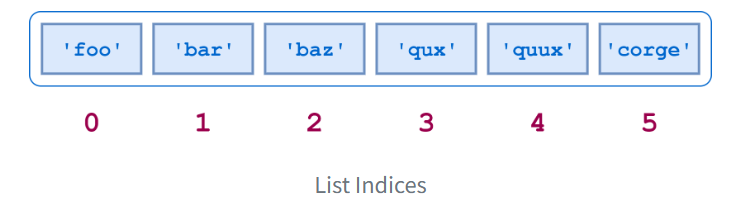 'foo' 'bar' 'baz' 'qux' 'quux' 'corge'
0 1 2 3 4 5
List Indices